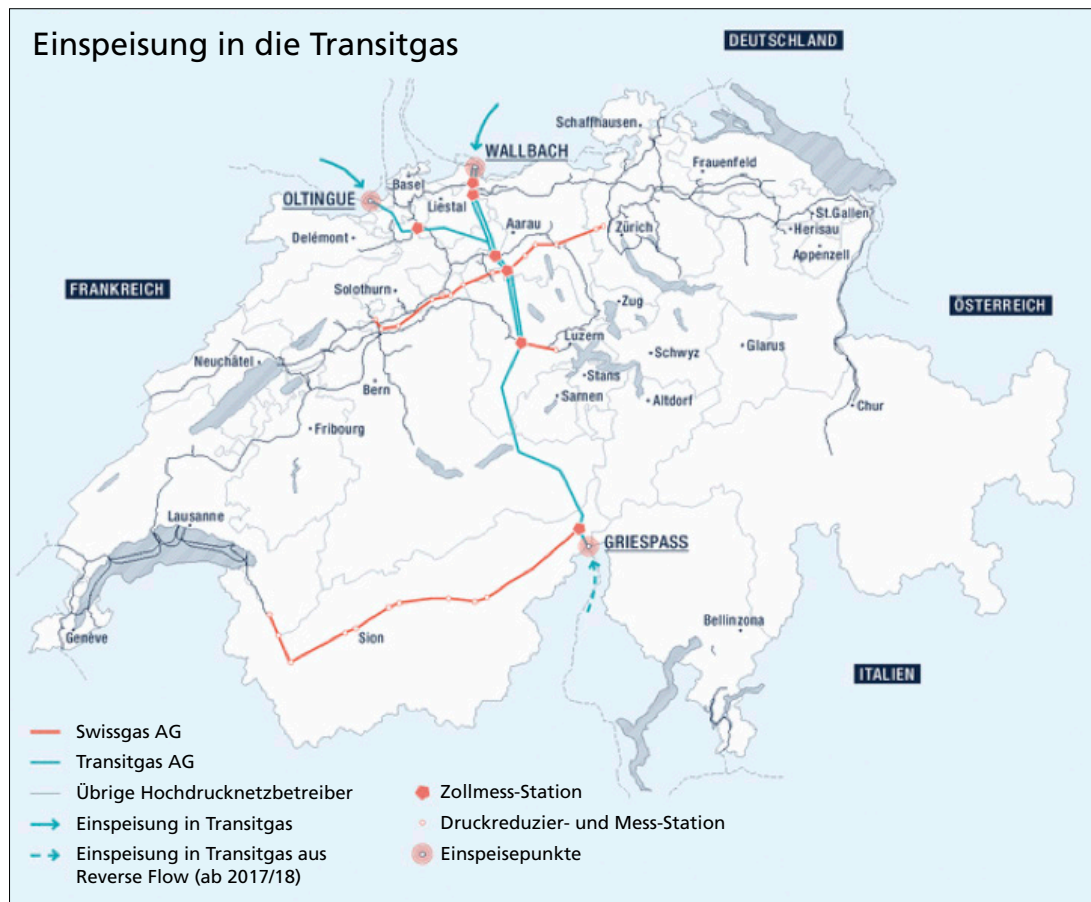 Einspeisung in die Transitgas
DEUTSCHLAND
Schaffhausen
WALLBACH
Frauenfeld
Basel
OLTINGUE
Liestal
St.Gallen
Aarau
Zürich
Herisau
Delémont
Appenzell
FRANKREICH
Solothurn
ÖSTERREICH
Zug
Luzern
Glarus
Schwyz
Neuchâtel
Stans
Bern
Sarnen
Altdorf
Chur
Fribourg
Lausanne
GRIESPASS
Bellinzona
Genève
Sion
ITALIEN
Swissgas AG
Transitgas AG
Übrige Hochdrucknetzbetreiber
Einspeisung in Transitgas
Einspeisung in Transitgas aus
Reverse Flow (ab 2017/18)
Zollmess-Station
Druckreduzier- und Mess-Station
Einspeisepunkte